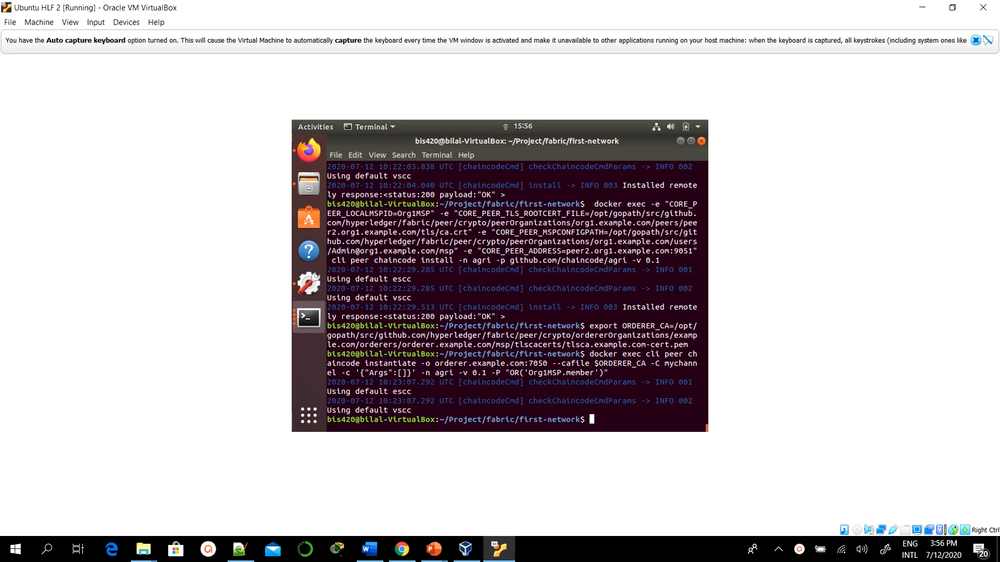 Ubuntu HLF 2 [Running] - Oracle VM VirtualBox
File Machine View Input Devices Help
You have the Auto capture keyboard option turned on. This will cause the Virtual Machine to automatically capture the keyboard every time the VM window is activated and make it unavailable to other applications running on your host machine: when the keyboard is captured, all keystrokes (including system ones like
Activities Terminal 15:56
bis420@bilal-VirtualBox: ~/Project/fabric/first-network
File Edit View Search Terminal Help
2020-07-12 10:22:03.838 UTC [chaincodeCmd] checkChaincodeCmdParams -> INFO 002
Using default vscc
2020-07-12 10:22:04.040 UTC [chaincodeCmd] install -> INFO 003 Installed remote
ly response:<status:200 payload:"OK" >
bis420@bilal-VirtualBox:~/Project/fabric/first-network$  docker exec -e "CORE_P
EER_LOCALMSPID=Org1MSP" -e "CORE_PEER_TLS_ROOTCERT_FILE=/opt/gopath/src/github.
com/hyperledger/fabric/peer/crypto/peerOrganizations/org1.example.com/peers/pee
r2.org1.example.com/tls/ca.crt" -e "CORE_PEER_MSPCONFIGPATH=/opt/gopath/src/git
hub.com/hyperledger/fabric/peer/crypto/peerOrganizations/org1.example.com/users
/Admin@org1.example.com/msp" -e "CORE_PEER_ADDRESS=peer2.org1.example.com:9051"
 cli peer chaincode install -n agri -p github.com/chaincode/agri -v 0.1
2020-07-12 10:22:29.285 UTC [chaincodeCmd] checkChaincodeCmdParams -> INFO 001
Using default escc
2020-07-12 10:22:29.285 UTC [chaincodeCmd] checkChaincodeCmdParams -> INFO 002
Using default vscc
2020-07-12 10:22:29.513 UTC [chaincodeCmd] install -> INFO 003 Installed remote
ly response:<status:200 payload:"OK" >
bis420@bilal-VirtualBox:~/Project/fabric/first-network$ export ORDERER_CA=/opt/
gopath/src/github.com/hyperledger/fabric/peer/crypto/ordererOrganizations/examp
le.com/orderers/orderer.example.com/msp/tlscacerts/tlsca.example.com-cert.pem
bis420@bilal-VirtualBox:~/Project/fabric/first-network$ docker exec cli peer ch
aincode instantiate -o orderer.example.com:7050 --cafile $ORDERER_CA -C mychann
el -c '{"Args":[]}' -n agri -v 0.1 -P "OR('Org1MSP.member')"
2020-07-12 10:23:07.292 UTC [chaincodeCmd] checkChaincodeCmdParams -> INFO 001
Using default escc
2020-07-12 10:23:07.292 UTC [chaincodeCmd] checkChaincodeCmdParams -> INFO 002
Using default vscc
bis420@bilal-VirtualBox:~/Project/fabric/first-network$
Right Ctrl
ENG 3:56 PM
INTL 7/12/2020 20